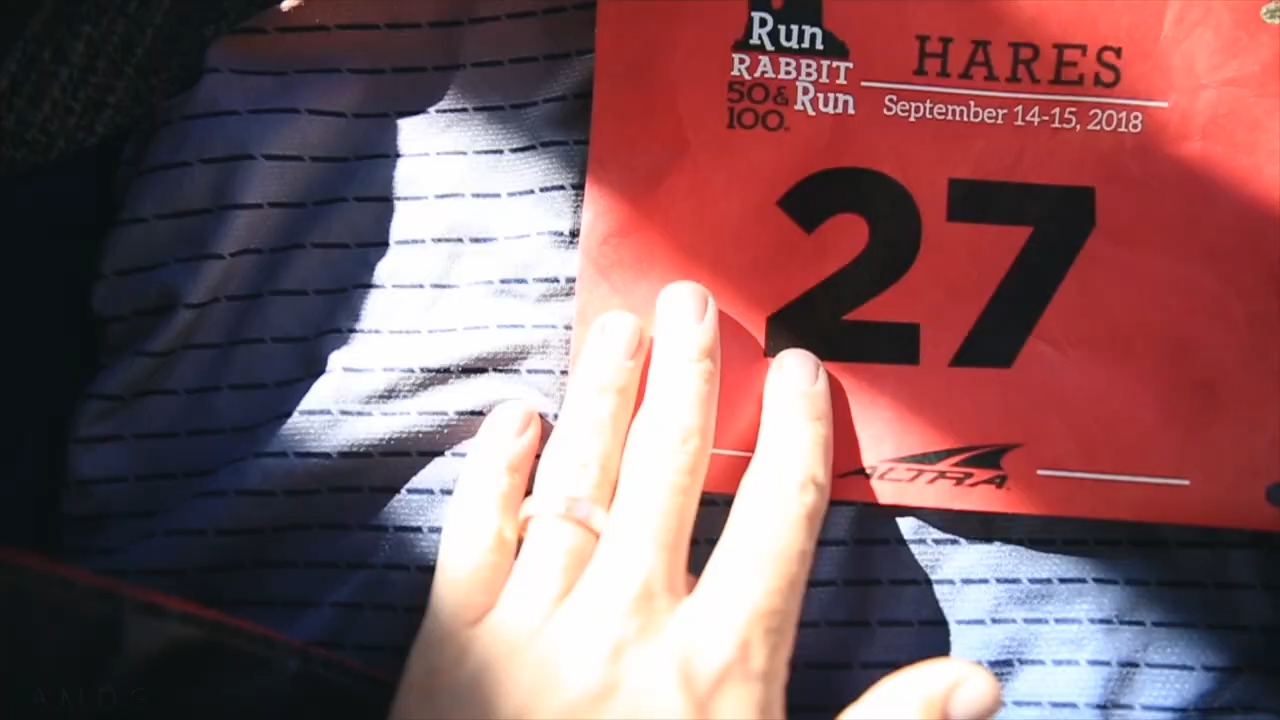 Run
RABBIT
50 & Run
100
HARES
September 14-15, 2018
27
ALTRA